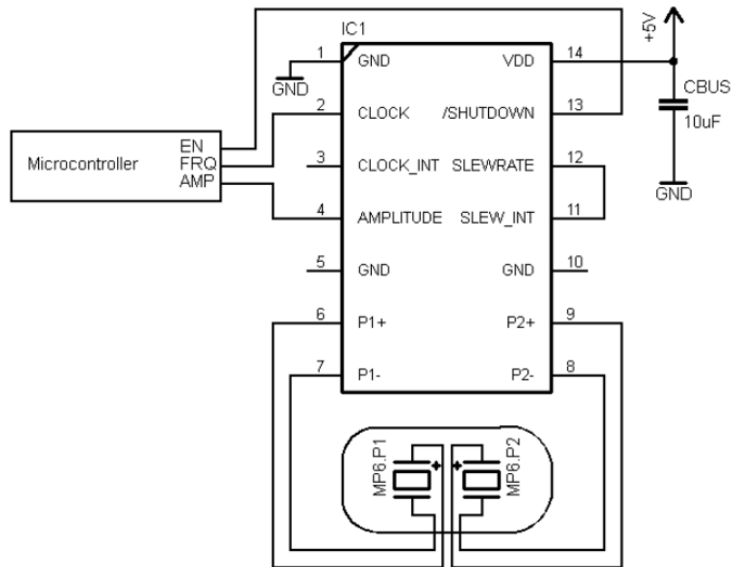 IC1
+5V
1 GND VDD 14
GND
CBUS
10uF
2 CLOCK /SHUTDOWN 13
EN
Microcontroller FRQ
AMP
3 CLOCK_INT SLEWRATE 12
GND
4 AMPLITUDE SLEW_INT 11
5 GND GND 10
6 P1+ P2+ 9
7 P1- P2- 8
MP6.P1 + + MP6.P2